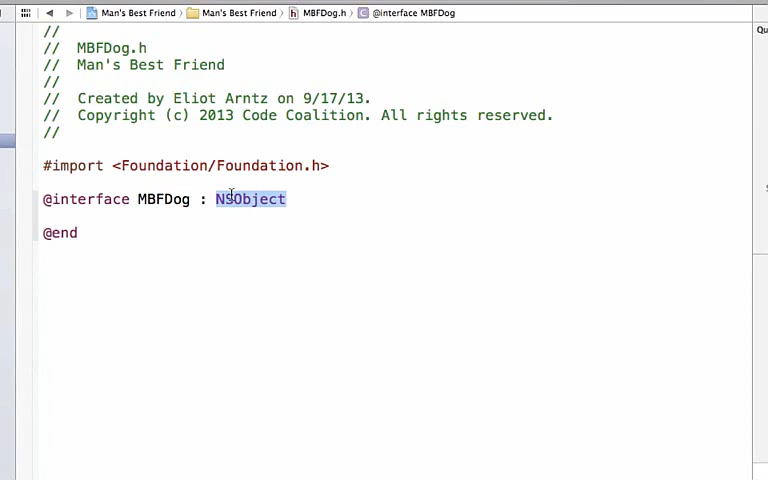 Man's Best Friend Man's Best Friend MBFDog.h @interface MBFDog
Qu
//
// MBFDog.h
// Man's Best Friend
//
// Created by Eliot Arntz on 9/17/13.
// Copyright (c) 2013 Code Coalition. All rights reserved.
//
#import <Foundation/Foundation.h>
@interface MBFDog : NSObject
@end